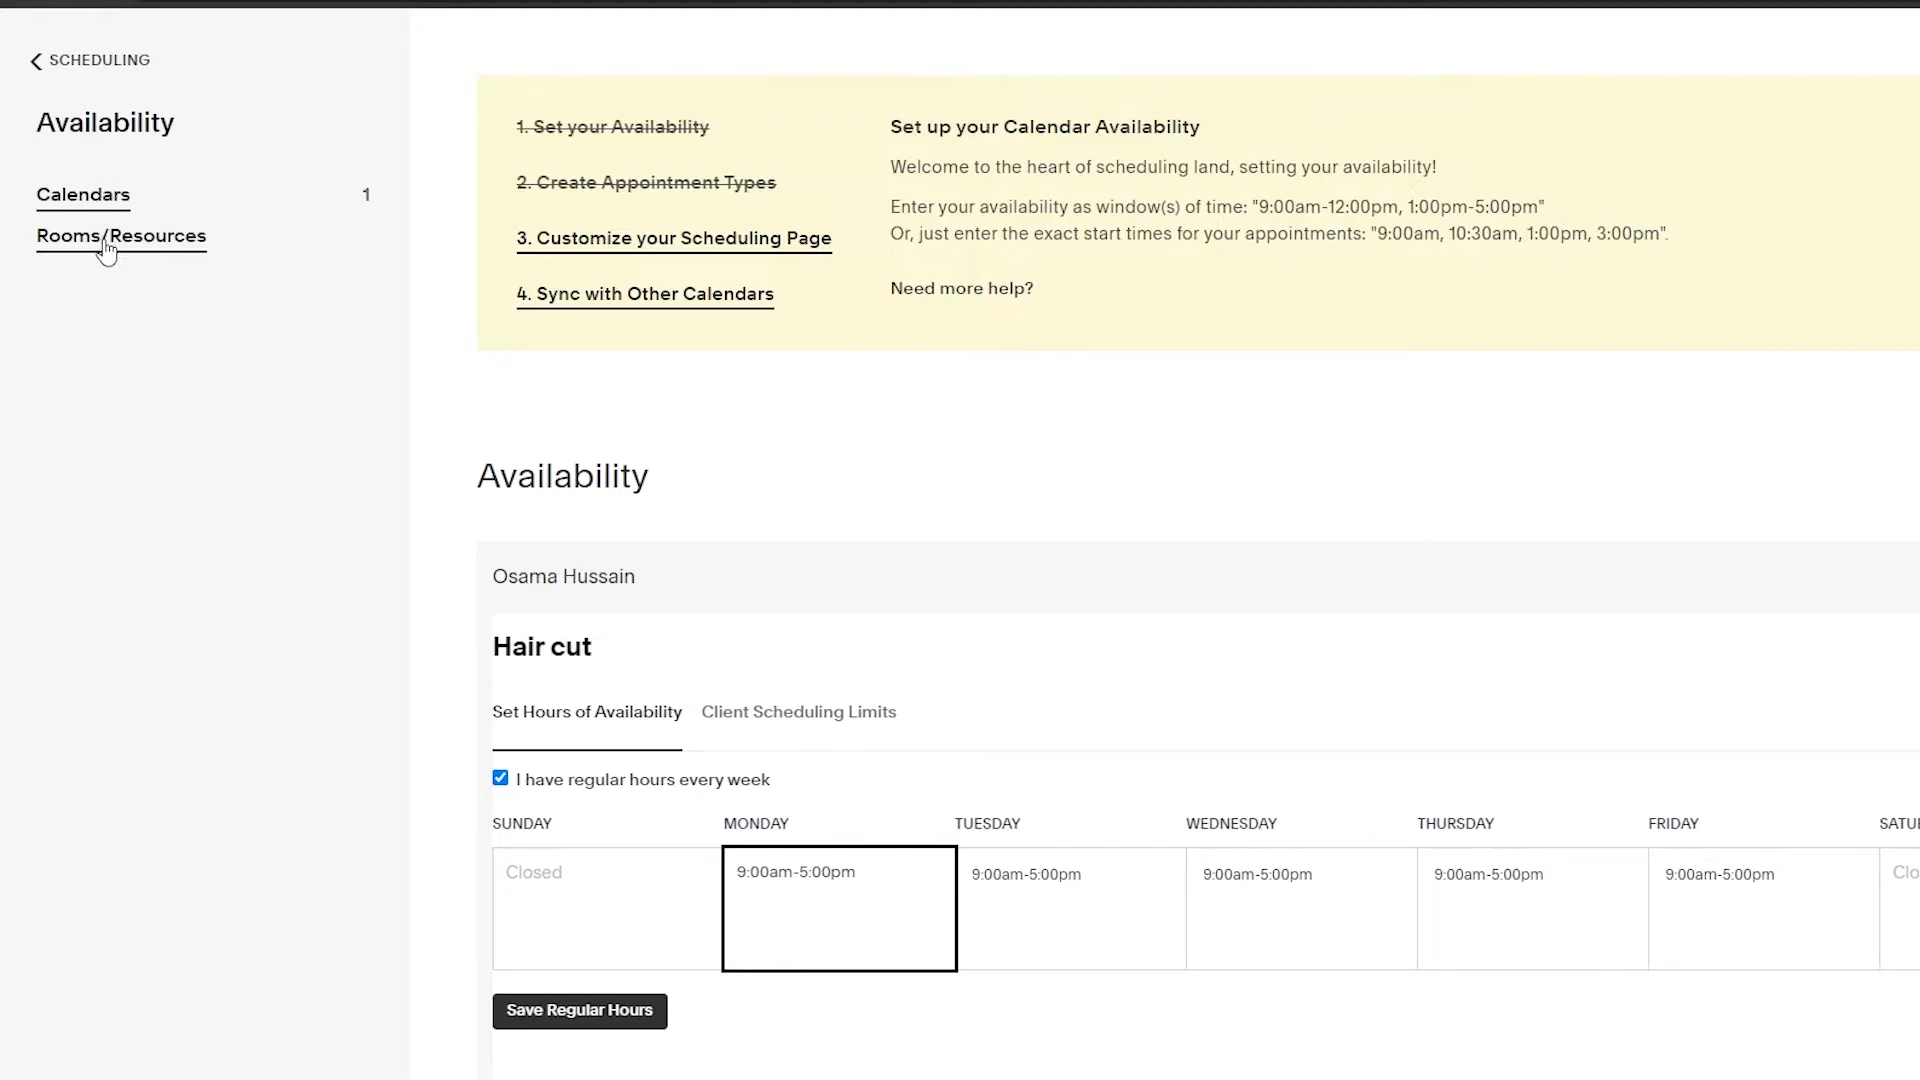 SCHEDULING
Availability
Calendars 1
Rooms/Resources
1. Set your Availability
2. Create Appointment Types
3. Customize your Scheduling Page
4. Sync with Other Calendars
Set up your Calendar Availability
Welcome to the heart of scheduling land, setting your availability!
Enter your availability as window(s) of time: "9:00am-12:00pm, 1:00pm-5:00pm"
Or, just enter the exact start times for your appointments: "9:00am, 10:30am, 1:00pm, 3:00pm".
Need more help?
Availability
Osama Hussain
Hair cut
Set Hours of Availability Client Scheduling Limits
I have regular hours every week
SUNDAY MONDAY TUESDAY WEDNESDAY THURSDAY FRIDAY SATU
Closed 9:00am-5:00pm 9:00am-5:00pm 9:00am-5:00pm 9:00am-5:00pm 9:00am-5:00pm Clo
Save Regular Hours